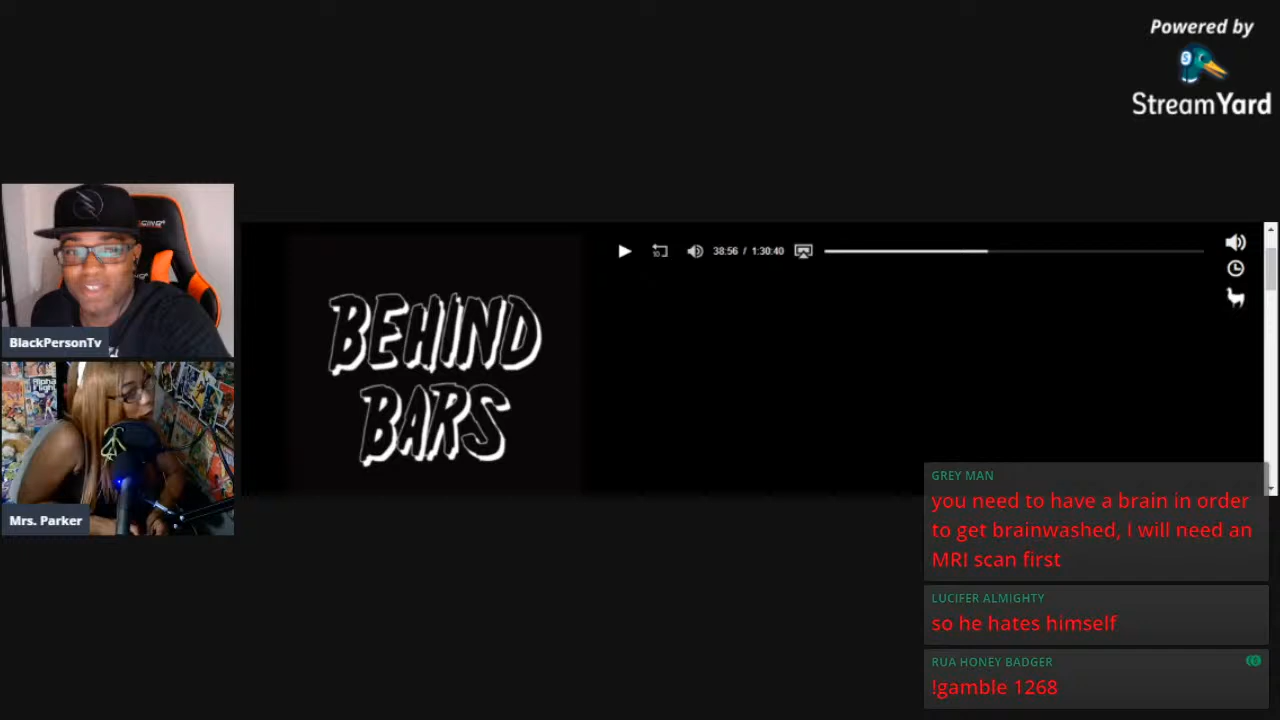 Powered by
StreamYard
BlackPersonTv
Mrs. Parker
BEHIND
BARS
38:56 / 1:30:40
GREY MAN
you need to have a brain in order
to get brainwashed, I will need an
MRI scan first
LUCIFER ALMIGHTY
so he hates himself
RUA HONEY BADGER
!gamble 1268